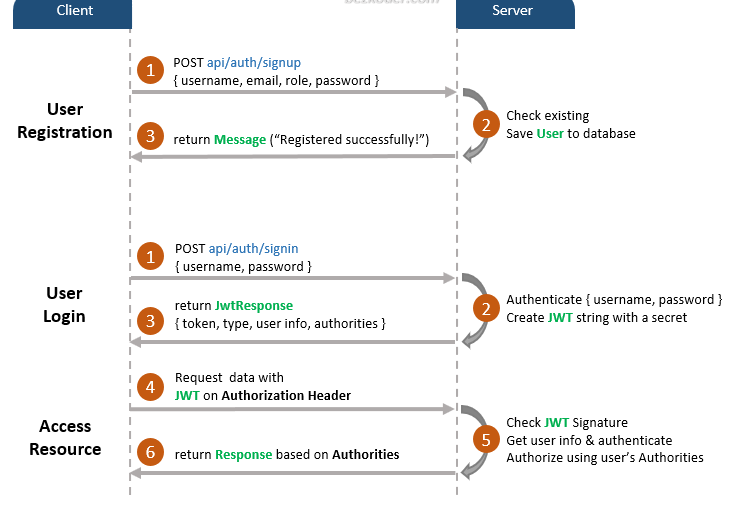 Client
Server
1
POST api/auth/signup
{ username, email, role, password }
User
Registration
2
Check existing
Save User to database
3
return Message (“Registered successfully!”)
1
POST api/auth/signin
{ username, password }
User
Login
2
Authenticate { username, password }
Create JWT string with a secret
3
return JwtResponse
{ token, type, user info, authorities }
4
Request  data with
JWT on Authorization Header
Access
Resource
5
Check JWT Signature
Get user info & authenticate
Authorize using user’s Authorities
6
return Response based on Authorities